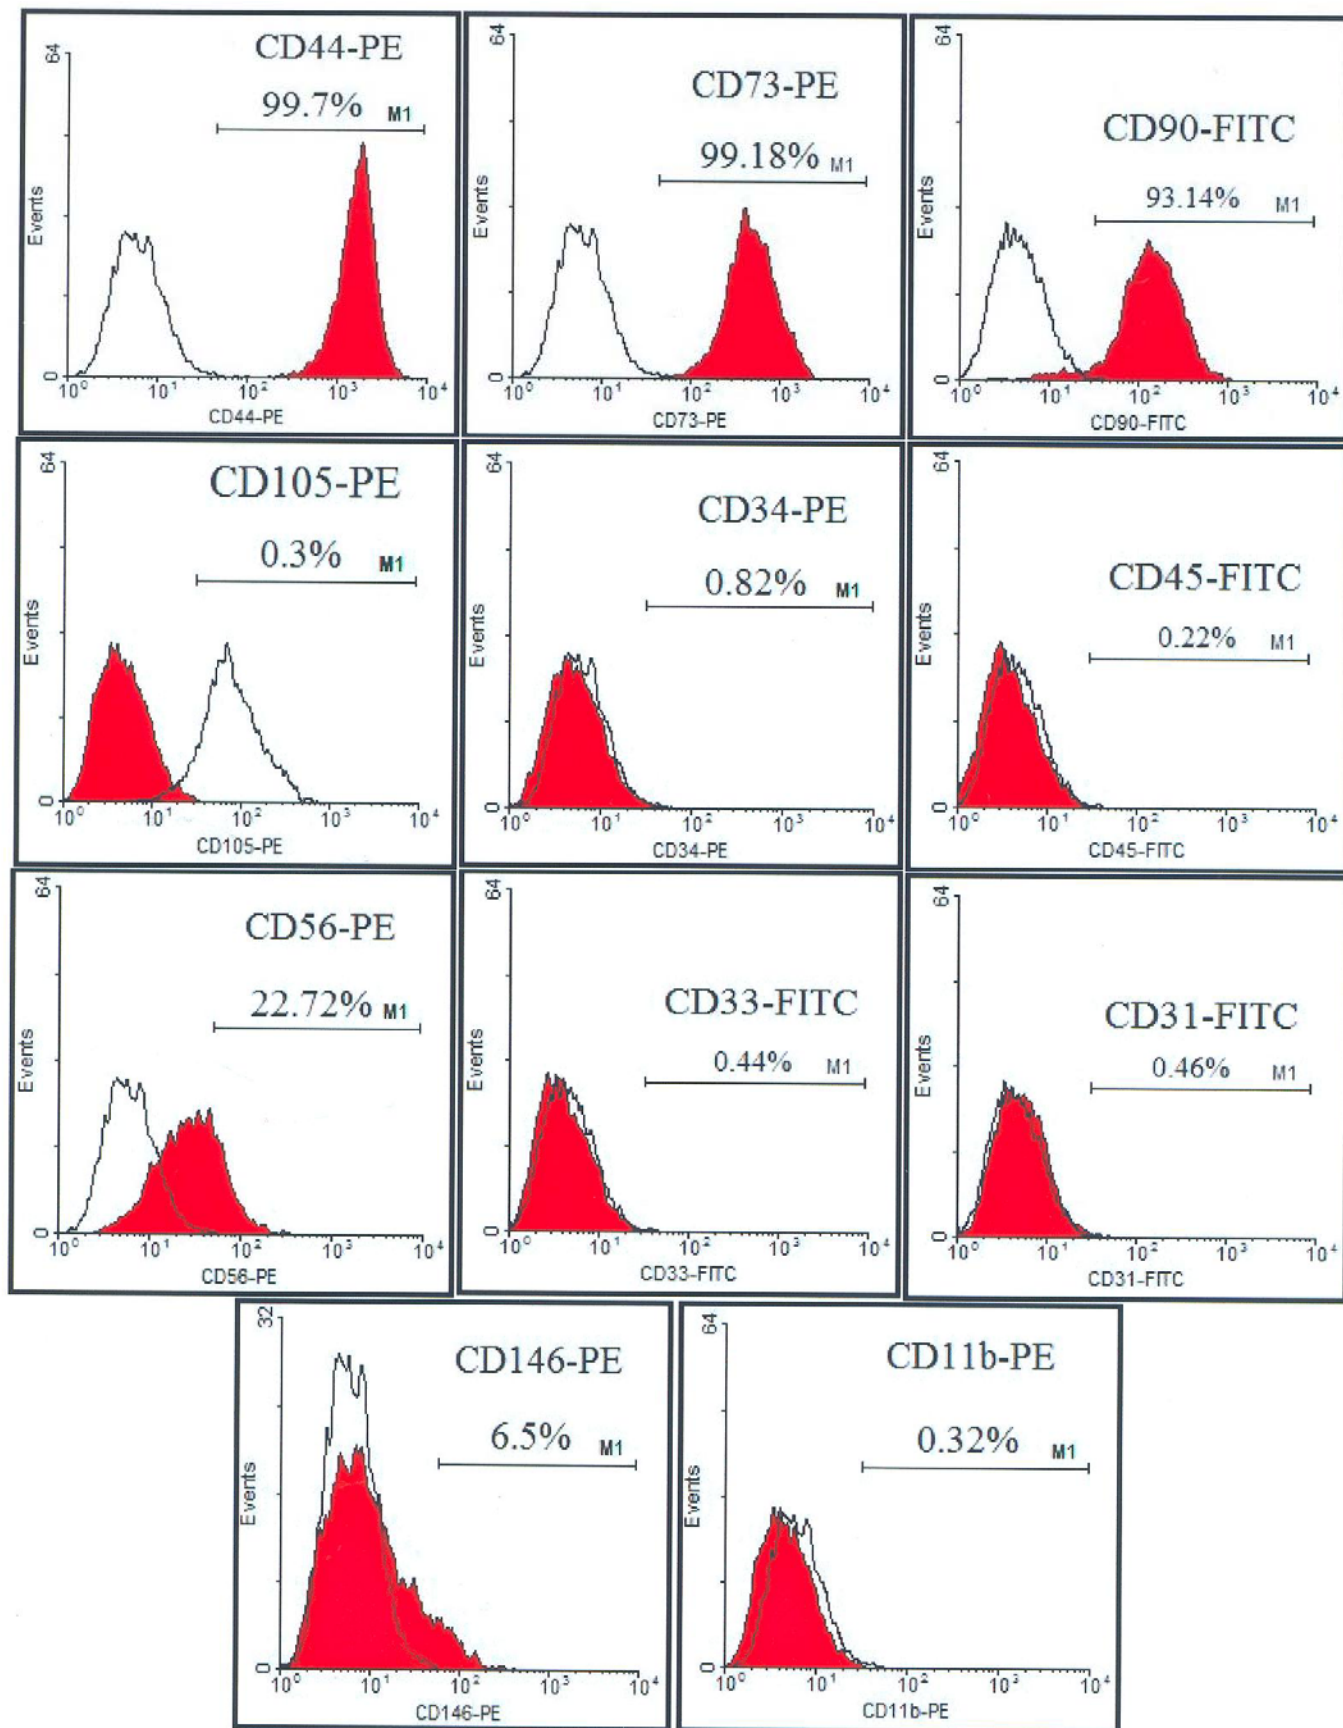 64
CD44-PE
99.7% M1
Events
0
10⁰ 10¹ 10² 10³ 10⁴
CD44-PE
64
CD73-PE
99.18% M1
Events
0
10⁰ 10¹ 10² 10³ 10⁴
CD73-PE
64
CD90-FITC
93.14% M1
Events
0
10⁰ 10¹ 10² 10³ 10⁴
CD90-FITC
64
CD105-PE
0.3% M1
Events
0
10⁰ 10¹ 10² 10³ 10⁴
CD105-PE
64
CD34-PE
0.82% M1
Events
0
10⁰ 10¹ 10² 10³ 10⁴
CD34-PE
64
CD45-FITC
0.22% M1
Events
0
10⁰ 10¹ 10² 10³ 10⁴
CD45-FITC
64
CD56-PE
22.72% M1
Events
0
10⁰ 10¹ 10² 10³ 10⁴
CD56-PE
64
CD33-FITC
0.44% M1
Events
0
10⁰ 10¹ 10² 10³ 10⁴
CD33-FITC
64
CD31-FITC
0.46% M1
Events
0
10⁰ 10¹ 10² 10³ 10⁴
CD31-FITC
32
CD146-PE
6.5% M1
Events
0
10⁰ 10¹ 10² 10³ 10⁴
CD146-PE
64
CD11b-PE
0.32% M1
Events
0
10⁰ 10¹ 10² 10³ 10⁴
CD11b-PE